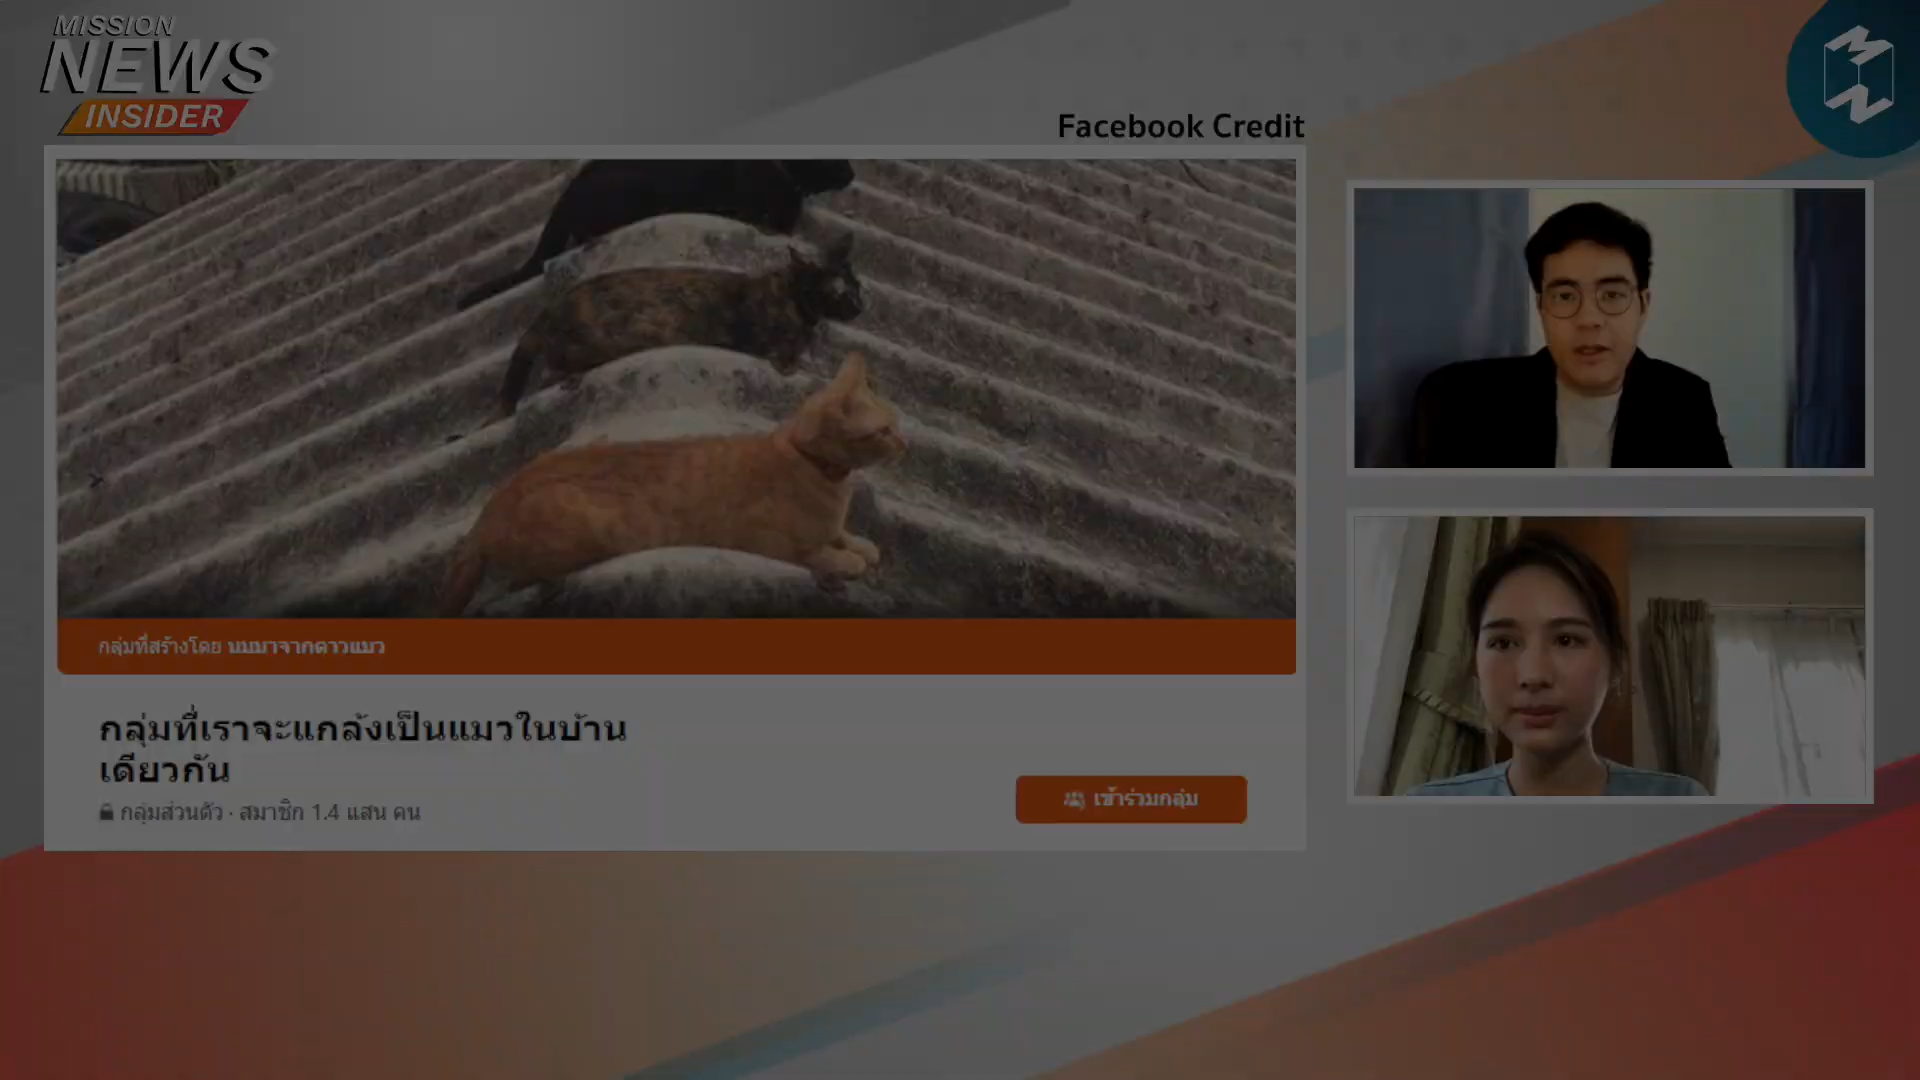 MISSION
NEWS
INSIDER
Facebook Credit
กลุ่มที่สร้างโดย นมมาจากดาวแมว
กลุ่มที่เราจะแกล้งเป็นแมวในบ้าน
เดียวกัน
กลุ่มส่วนตัว · สมาชิก 1.4 แสน คน
เข้าร่วมกลุ่ม